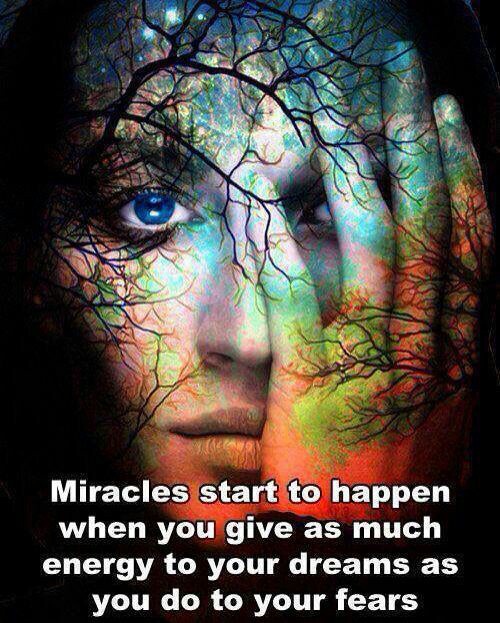 Miracles start to happen
when you give as much
energy to your dreams as
you do to your fears